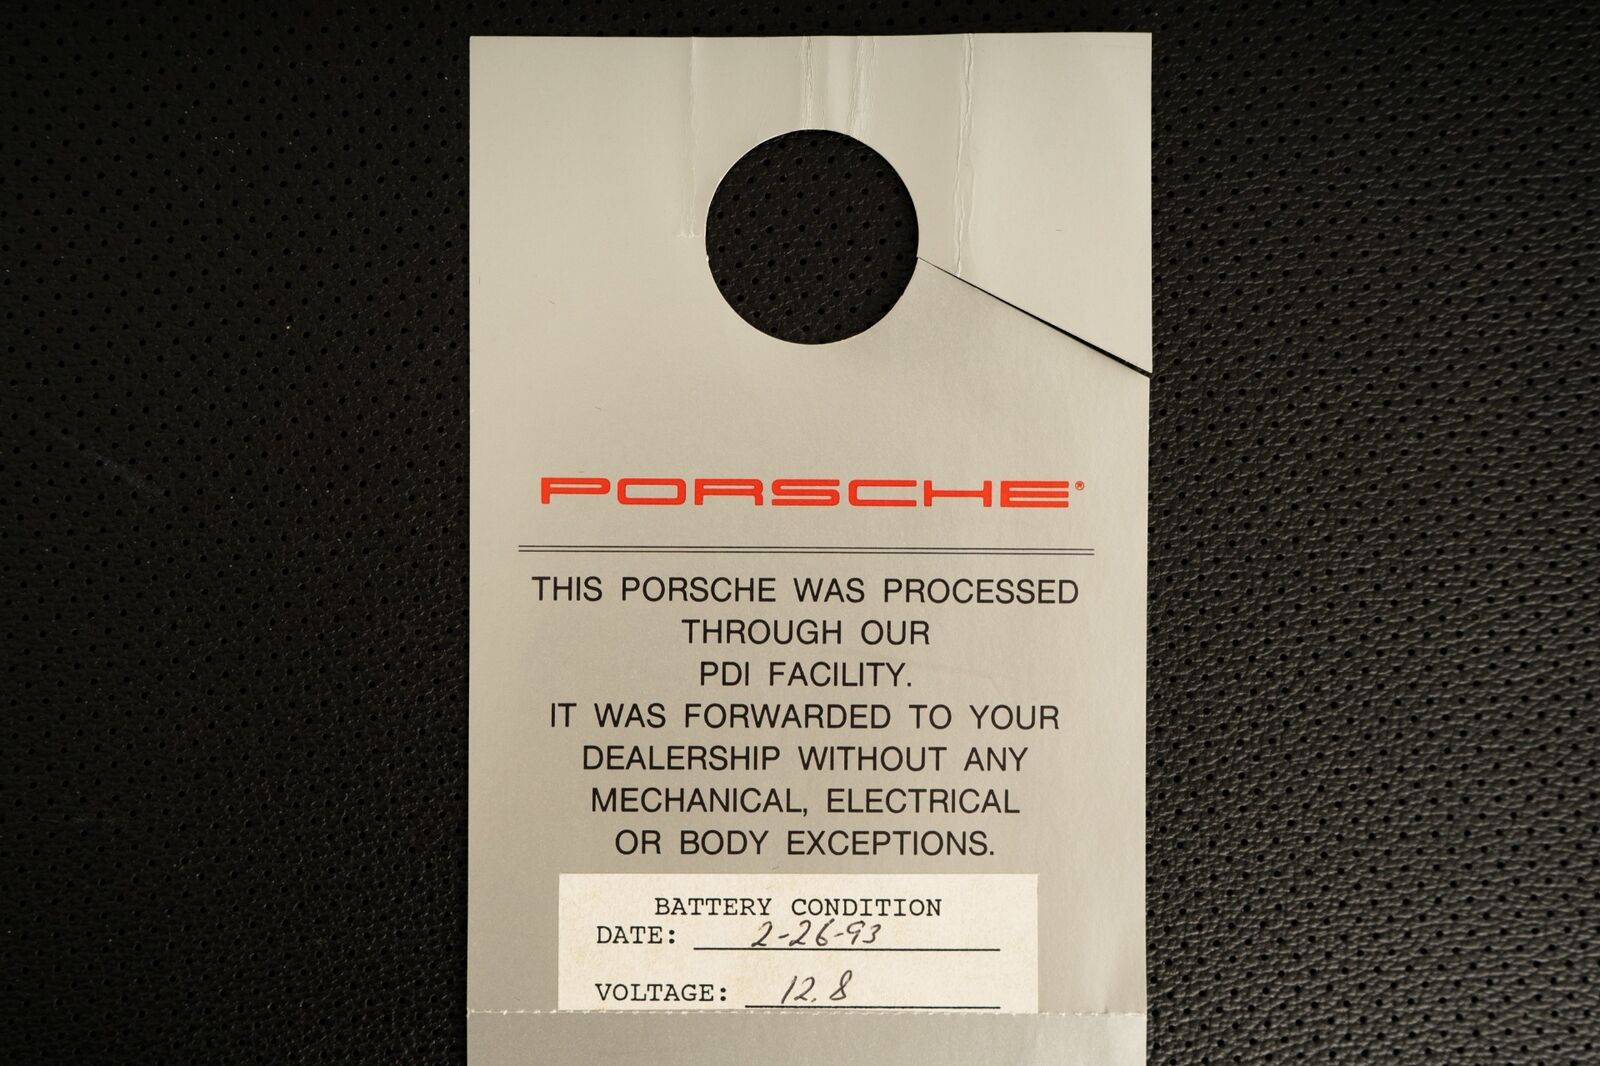 PORSCHE®
THIS PORSCHE WAS PROCESSED
THROUGH OUR
PDI FACILITY.
IT WAS FORWARDED TO YOUR
DEALERSHIP WITHOUT ANY
MECHANICAL, ELECTRICAL
OR BODY EXCEPTIONS.
BATTERY CONDITION
DATE: 2-26-93
VOLTAGE: 12.8